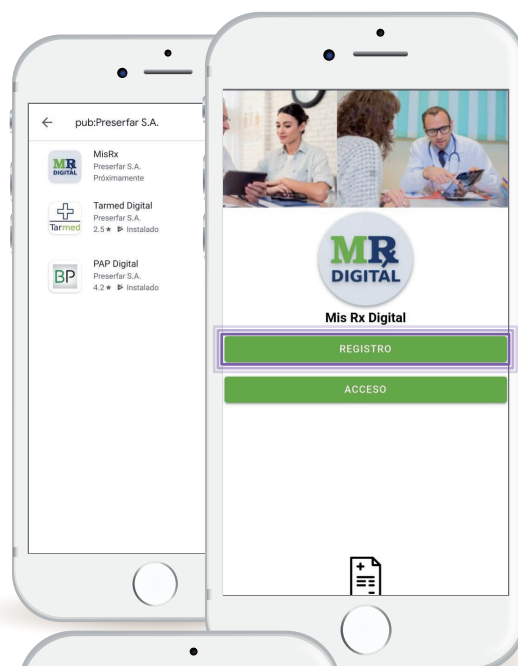 pub:Preserfar S.A.
MR
DIGITAL
MisRx
Preserfar S.A.
Próximamente
Tarmed
Tarmed Digital
Preserfar S.A.
2.5★ Instalado
BP
PAP Digital
Preserfar S.A.
4.2★ Instalado
MR
DIGITAL
Mis Rx Digital
REGISTRO
ACCESO